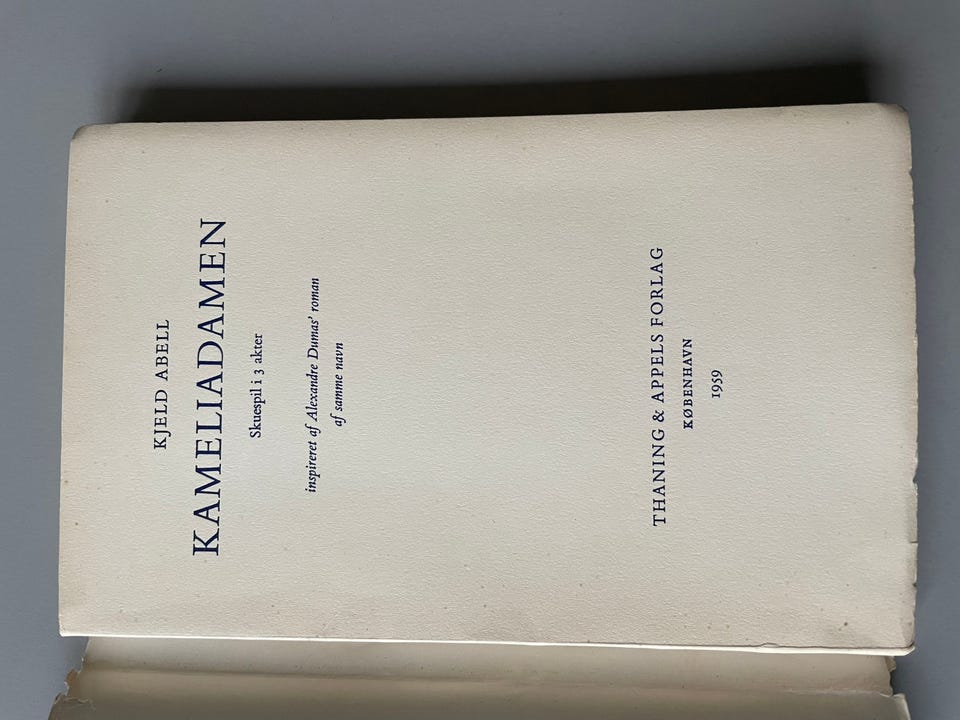 KJELD ABELL
KAMELIADAMEN
Skuespil i 3 akter
inspireret af Alexandre Dumas' roman
af samme navn
THANING & APPELS FORLAG
KØBENHAVN
1959